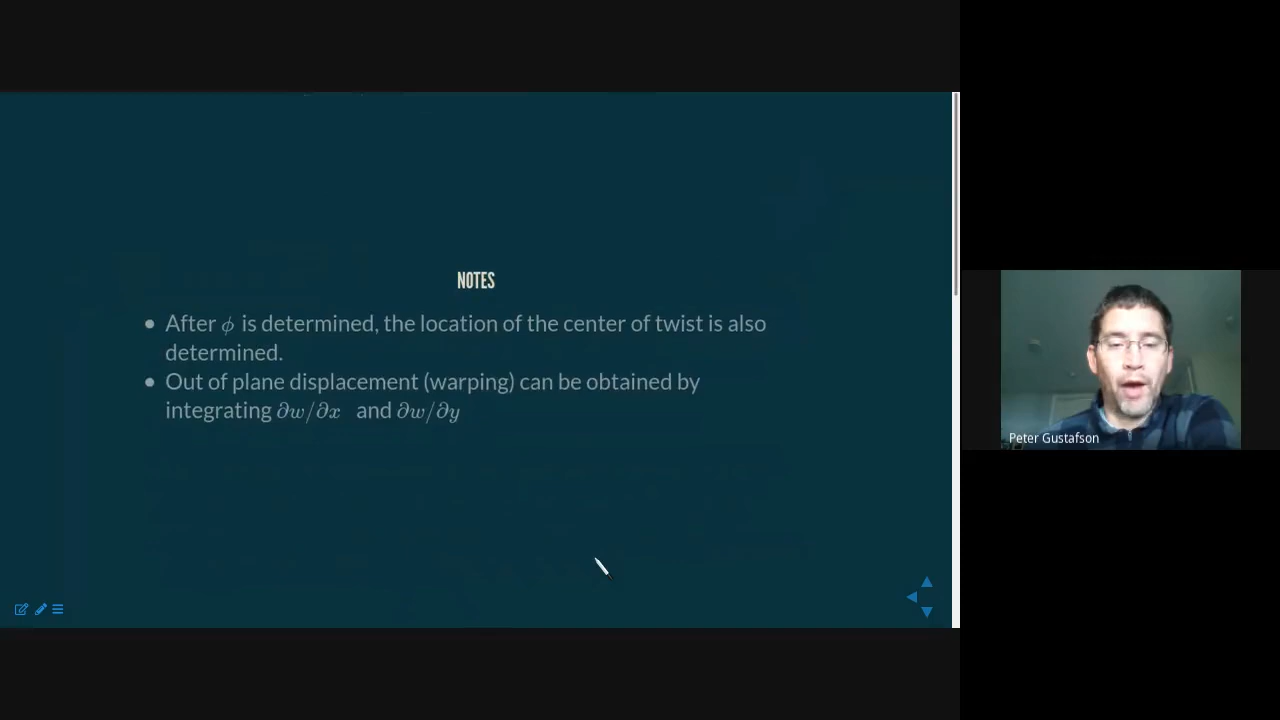 NOTES
After ϕ is determined, the location of the center of twist is also
determined.
Out of plane displacement (warping) can be obtained by
integrating ∂w/∂x and ∂w/∂y
Peter Gustafson